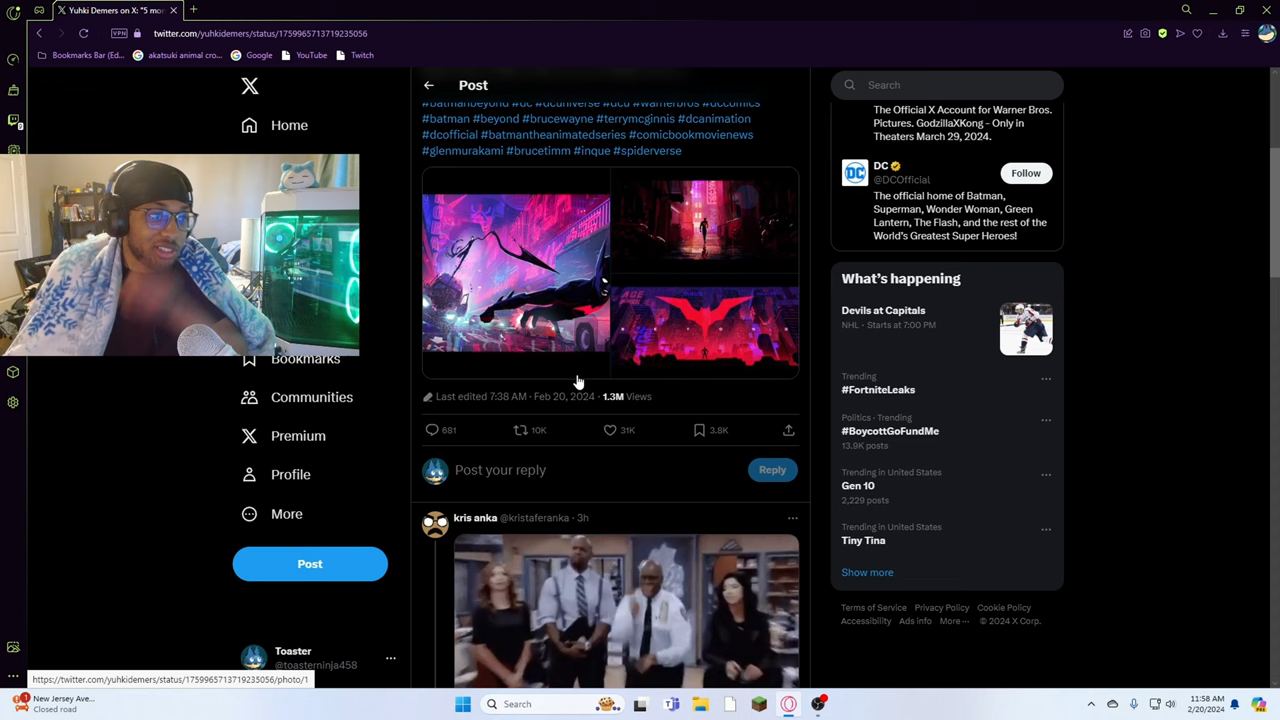 Yuhki Demers on X: "5 mo
twitter.com/yuhkidemers/status/1759965713719235056
Bookmarks Bar (Ed...
akatsuki animal cro...
Google
YouTube
Twitch
Home
Bookmarks
Communities
Premium
Profile
More
Post
Toaster
@toasterninja458
Post
#batmanbeyond #dc #dcuniverse #dcu #warnerbros #dccomics
#batman #beyond #brucewayne #terrymcginnis #dcanimation
#dcofficial #batmantheanimatedseries #comicbookmovienews
#glenmurakami #brucetimm #inque #spiderverse
Last edited 7:38 AM · Feb 20, 2024 · 1.3M Views
681 10K 31K 3.8K
Post your reply
Reply
kris anka @kristaferanka · 3h
Search
The Official X Account for Warner Bros.
Pictures. GodzillaXKong - Only in
Theaters March 29, 2024.
DC
@DCOfficial
Follow
The official home of Batman,
Superman, Wonder Woman, Green
Lantern, The Flash, and the rest of the
World's Greatest Super Heroes!
What's happening
Devils at Capitals
NHL · Starts at 7:00 PM
Trending
#FortniteLeaks
Politics · Trending
#BoycottGoFundMe
13.9K posts
Trending in United States
Gen 10
2,229 posts
Trending in United States
Tiny Tina
Show more
Terms of Service Privacy Policy Cookie Policy
Accessibility Ads info More ··· © 2024 X Corp.
https://twitter.com/yuhkidemers/status/1759965713719235056/photo/1
New Jersey Ave...
Closed road
Search
11:58 AM
2/20/2024